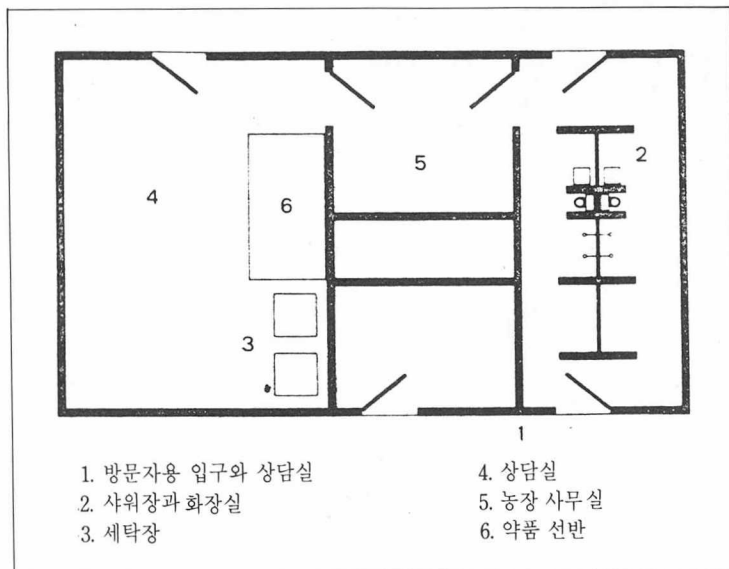 4
5
6
2
3
1
1. 방문자용 입구와 상담실
2. 샤워장과 화장실
3. 세탁장
4. 상담실
5. 농장 사무실
6. 약품 선반